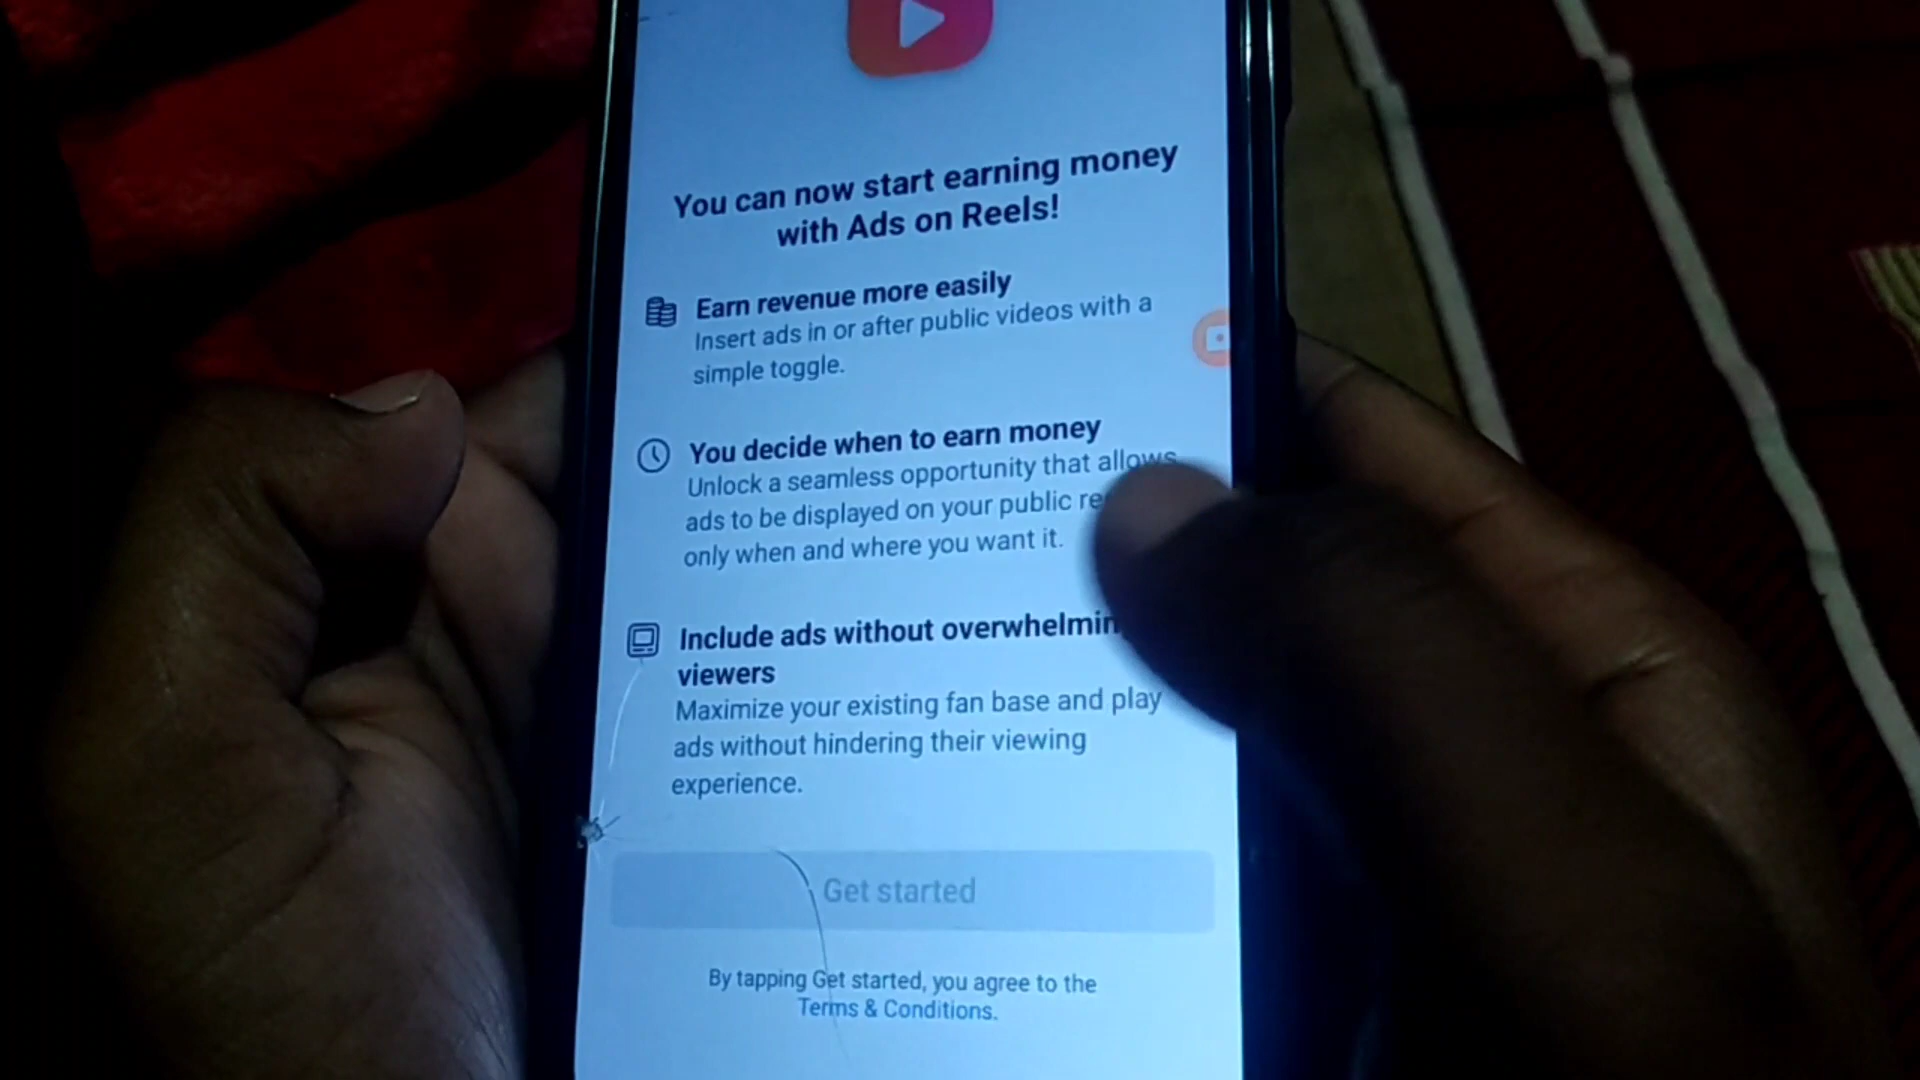 You can now start earning money
with Ads on Reels!
Earn revenue more easily
Insert ads in or after public videos with a
simple toggle.
You decide when to earn money
Unlock a seamless opportunity that allows
ads to be displayed on your public re
only when and where you want it.
Include ads without overwhelmin
viewers
Maximize your existing fan base and play
ads without hindering their viewing
experience.
Get started
By tapping Get started, you agree to the
Terms & Conditions.